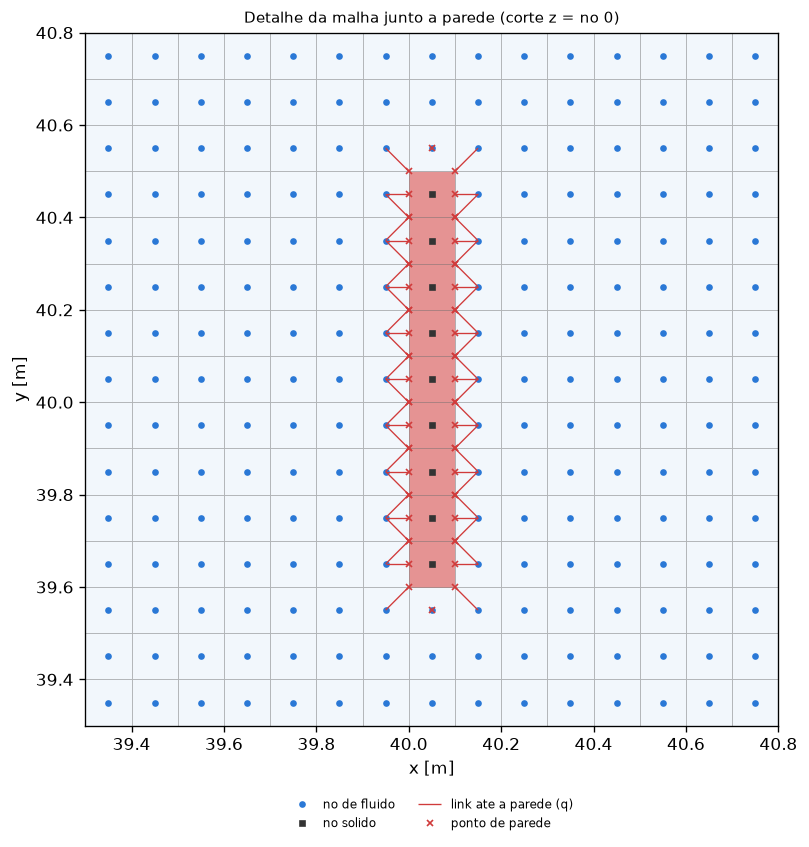 Detalhe da malha junto a parede (corte z = no 0)
40.8
40.6
40.4
40.2
40.0
39.8
39.6
39.4
y [m]
39.4 39.6 39.8 40.0 40.2 40.4 40.6 40.8
x [m]
no de fluido link ate a parede (q)
no solido ponto de parede